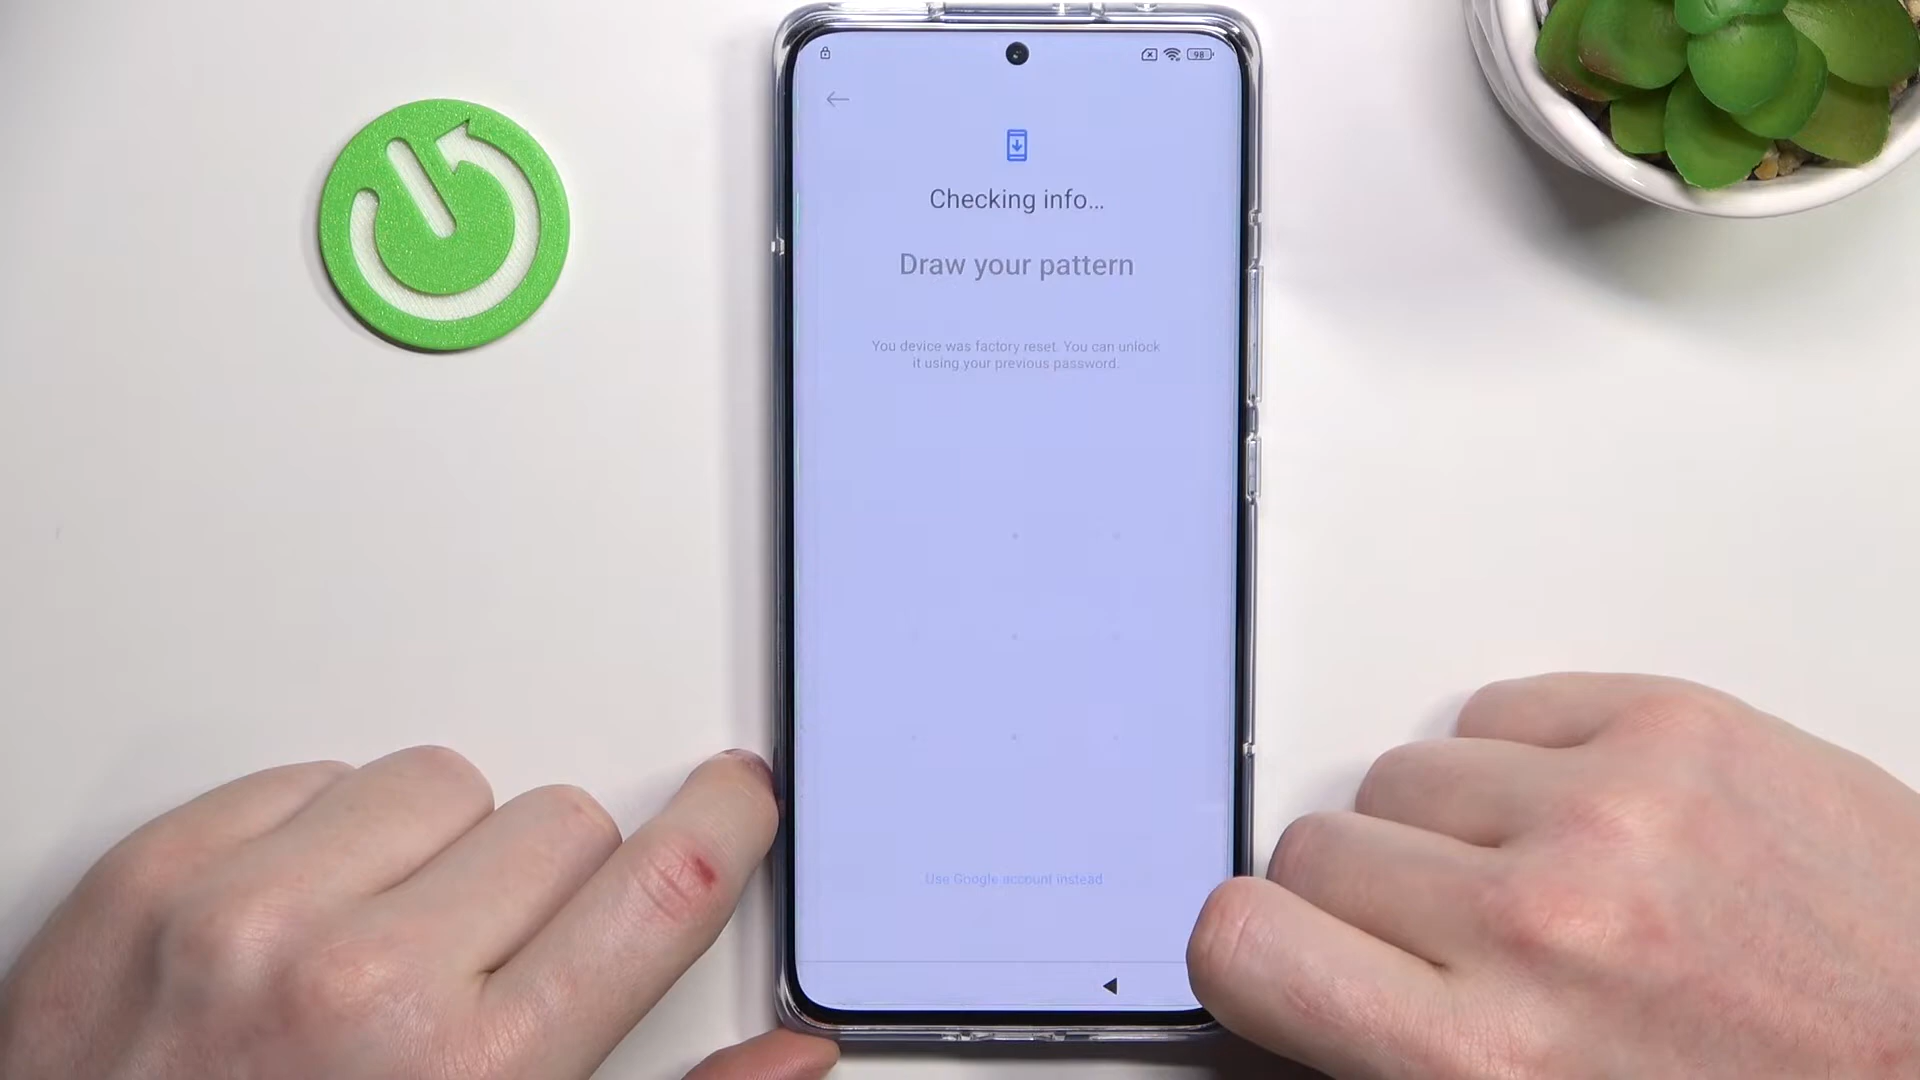 98
Checking info...
Draw your pattern
You device was factory reset. You can unlock
it using your previous password.
Use Google account instead